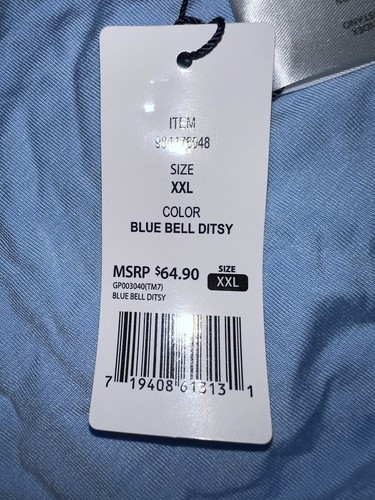 ITEM
SIZE
XXL
COLOR
BLUE BELL DITSY
MSRP $64.90
SIZE
XXL
GP003040(TM7)
BLUE BELL DITSY
7 19408 61313 1